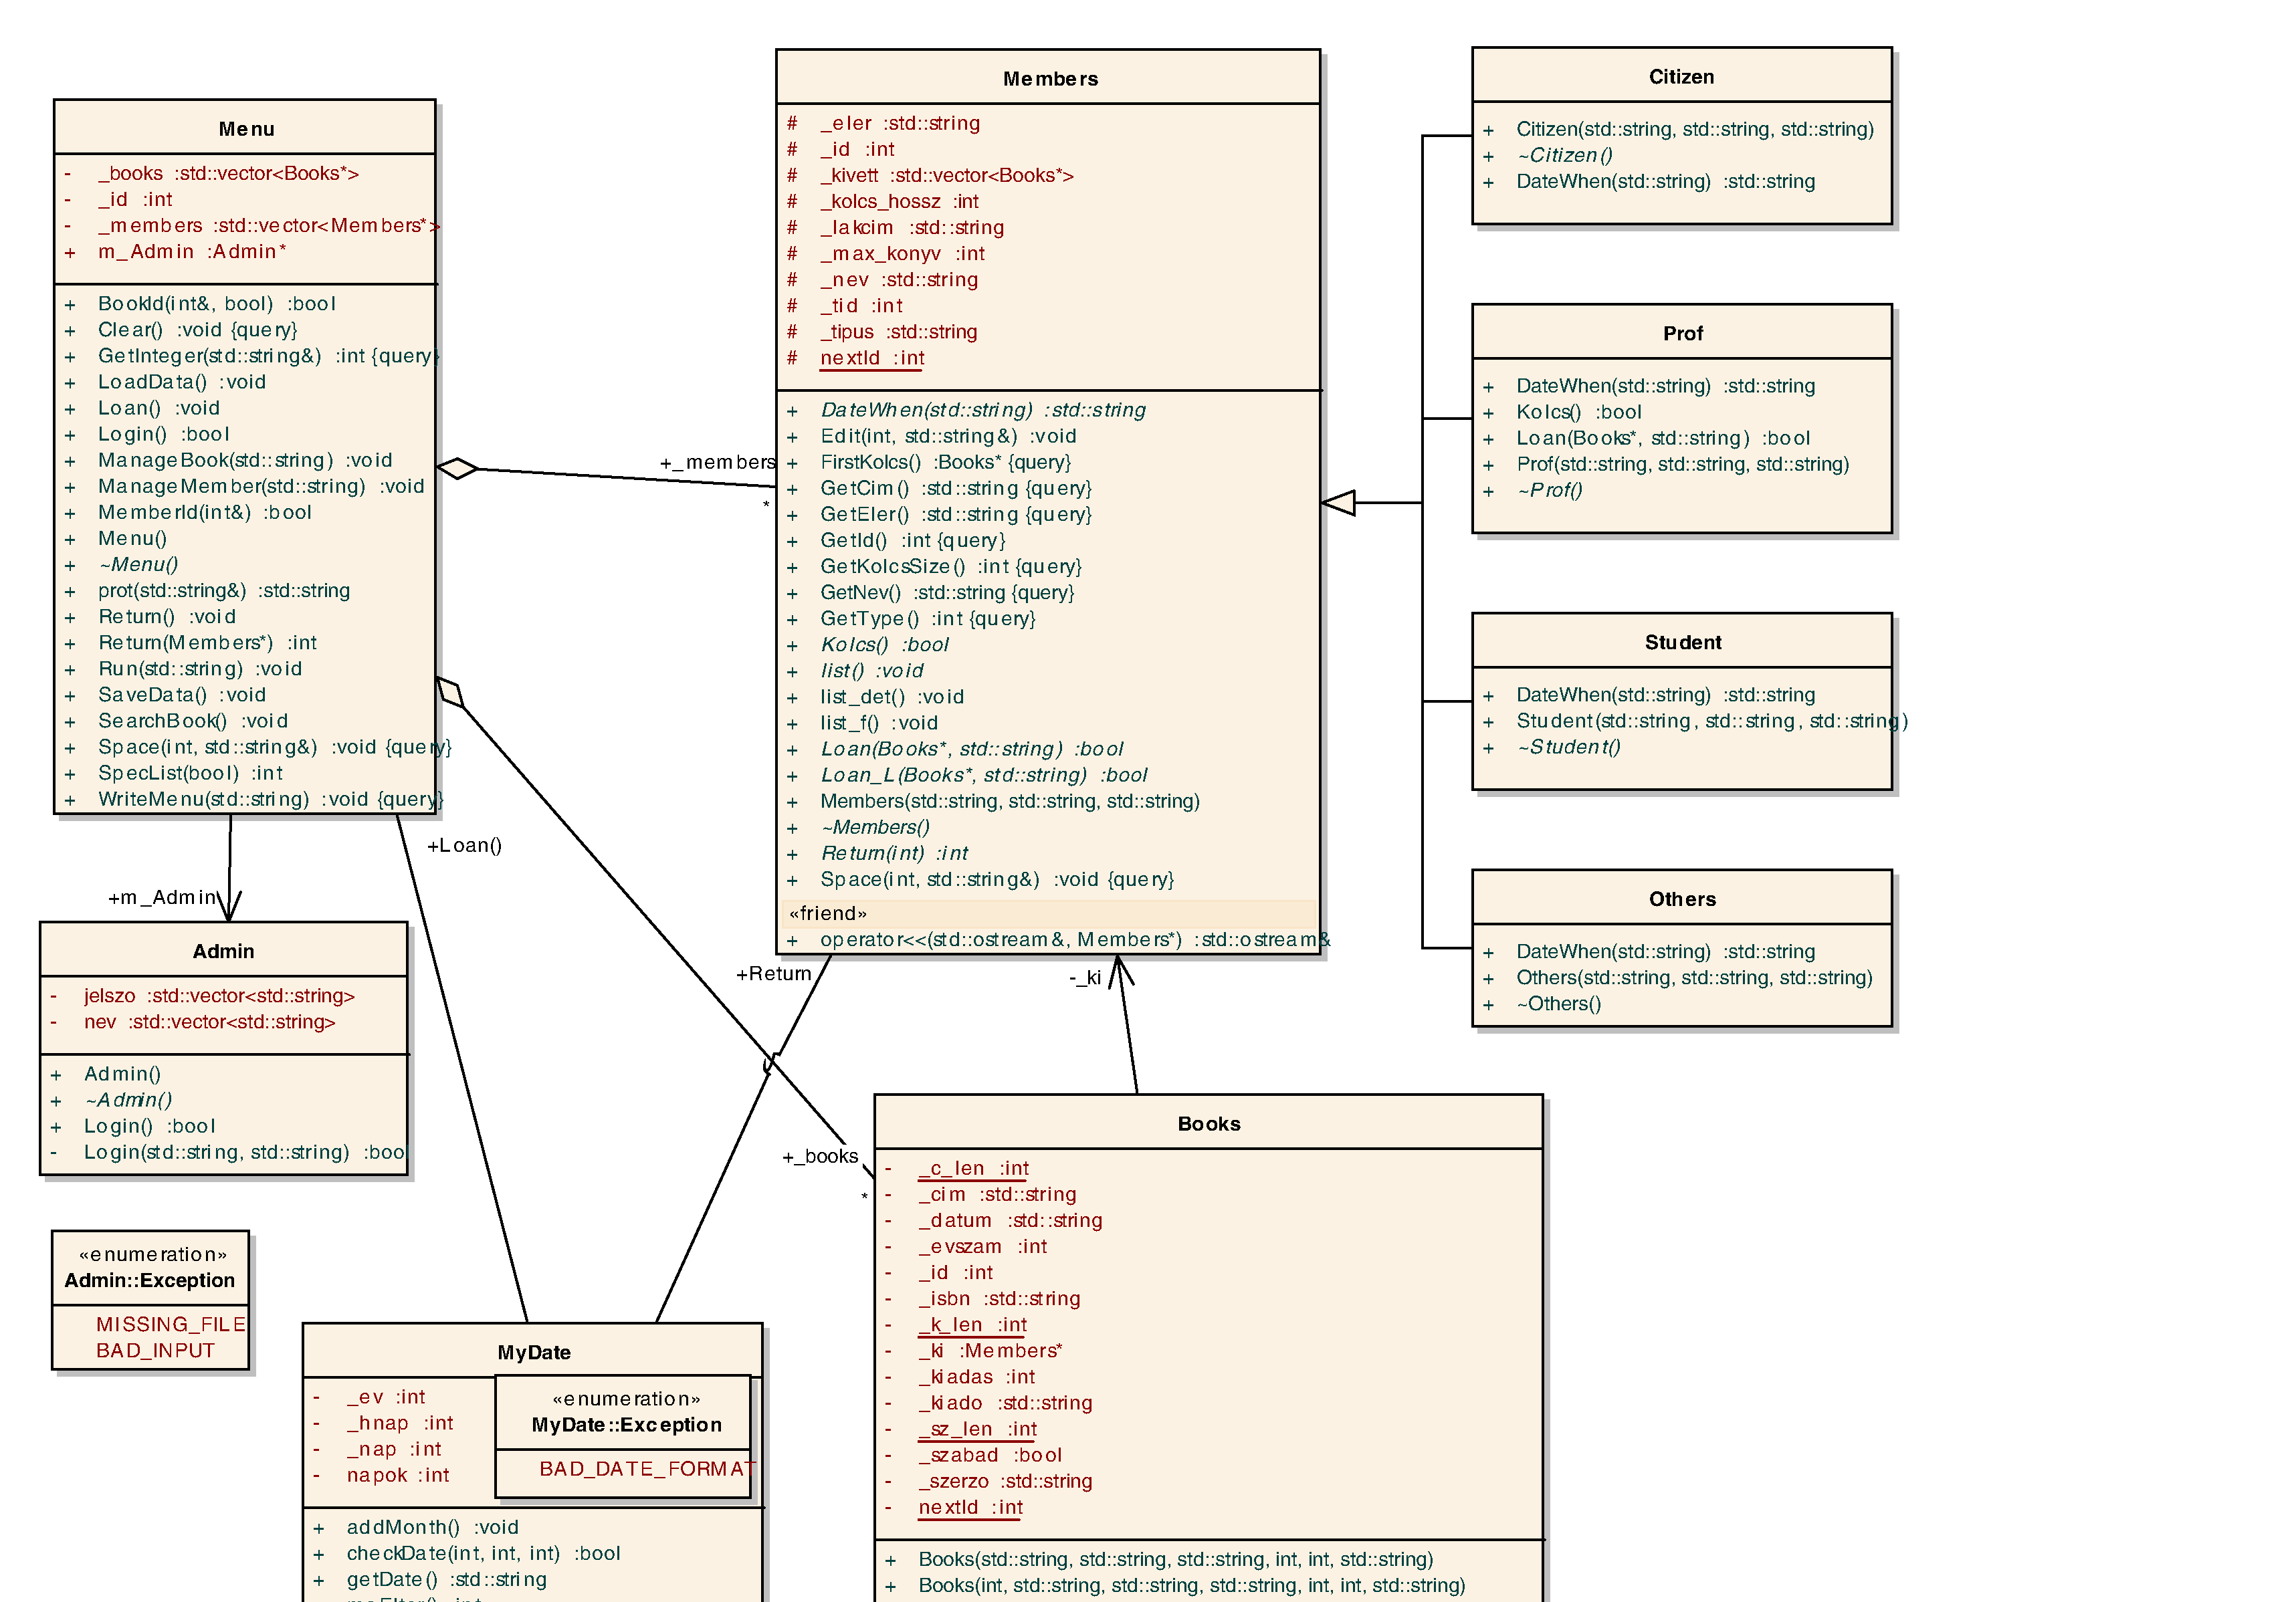 Menu
- _books :std::vector<Books*>
- _id :int
- _members :std::vector<Members*>
+ m_Admin :Admin*
+ BookId(int&, bool) :bool
+ Clear() :void {query}
+ GetInteger(std::string&) :int {query}
+ LoadData() :void
+ Loan() :void
+ Login() :bool
+ ManageBook(std::string) :void
+ ManageMember(std::string) :void
+ MemberId(int&) :bool
+ Menu()
+ ~Menu()
+ prot(std::string&) :std::string
+ Return() :void
+ Return(Members*) :int
+ Run(std::string) :void
+ SaveData() :void
+ SearchBook() :void
+ Space(int, std::string&) :void {query}
+ SpecList(bool) :int
+ WriteMenu(std::string) :void {query}
Members
# _eler :std::string
# _id :int
# _kivett :std::vector<Books*>
# _kolcs_hossz :int
# _lakcim :std::string
# _max_konyv :int
# _nev :std::string
# _tid :int
# _tipus :std::string
# nextId :int
+ DateWhen(std::string) :std::string
+ Edit(int, std::string&) :void
+ FirstKolcs() :Books* {query}
+ GetCim() :std::string {query}
+ GetEler() :std::string {query}
+ GetId() :int {query}
+ GetKolcsSize() :int {query}
+ GetNev() :std::string {query}
+ GetType() :int {query}
+ Kolcs() :bool
+ list() :void
+ list_det() :void
+ list_f() :void
+ Loan(Books*, std::string) :bool
+ Loan_L(Books*, std::string) :bool
+ Members(std::string, std::string, std::string)
+ ~Members()
+ Return(int) :int
+ Space(int, std::string&) :void {query}
«friend»
+ operator<<(std::ostream&, Members*) :std::ostream&
Citizen
+ Citizen(std::string, std::string, std::string)
+ ~Citizen()
+ DateWhen(std::string) :std::string
Prof
+ DateWhen(std::string) :std::string
+ Kolcs() :bool
+ Loan(Books*, std::string) :bool
+ Prof(std::string, std::string, std::string)
+ ~Prof()
Student
+ DateWhen(std::string) :std::string
+ Student(std::string, std::string, std::string)
+ ~Student()
Others
+ DateWhen(std::string) :std::string
+ Others(std::string, std::string, std::string)
+ ~Others()
+_members
*
+Loan()
+m_Admin
+Return
-_ki
+_books
*
Admin
- jelszo :std::vector<std::string>
- nev :std::vector<std::string>
+ Admin()
+ ~Admin()
+ Login() :bool
- Login(std::string, std::string) :bool
«enumeration»
Admin::Exception
MISSING_FILE
BAD_INPUT
MyDate
- _ev :int
- _hnap :int
- _nap :int
- napok :int
+ addMonth() :void
+ checkDate(int, int, int) :bool
+ getDate() :std::string
«enumeration»
MyDate::Exception
BAD_DATE_FORMAT
Books
- _c_len :int
- _cim :std::string
- _datum :std::string
- _evszam :int
- _id :int
- _isbn :std::string
- _k_len :int
- _ki :Members*
- _kiadas :int
- _kiado :std::string
- _sz_len :int
- _szabad :bool
- _szerzo :std::string
- nextId :int
+ Books(std::string, std::string, std::string, int, int, std::string)
+ Books(int, std::string, std::string, std::string, int, int, std::string)